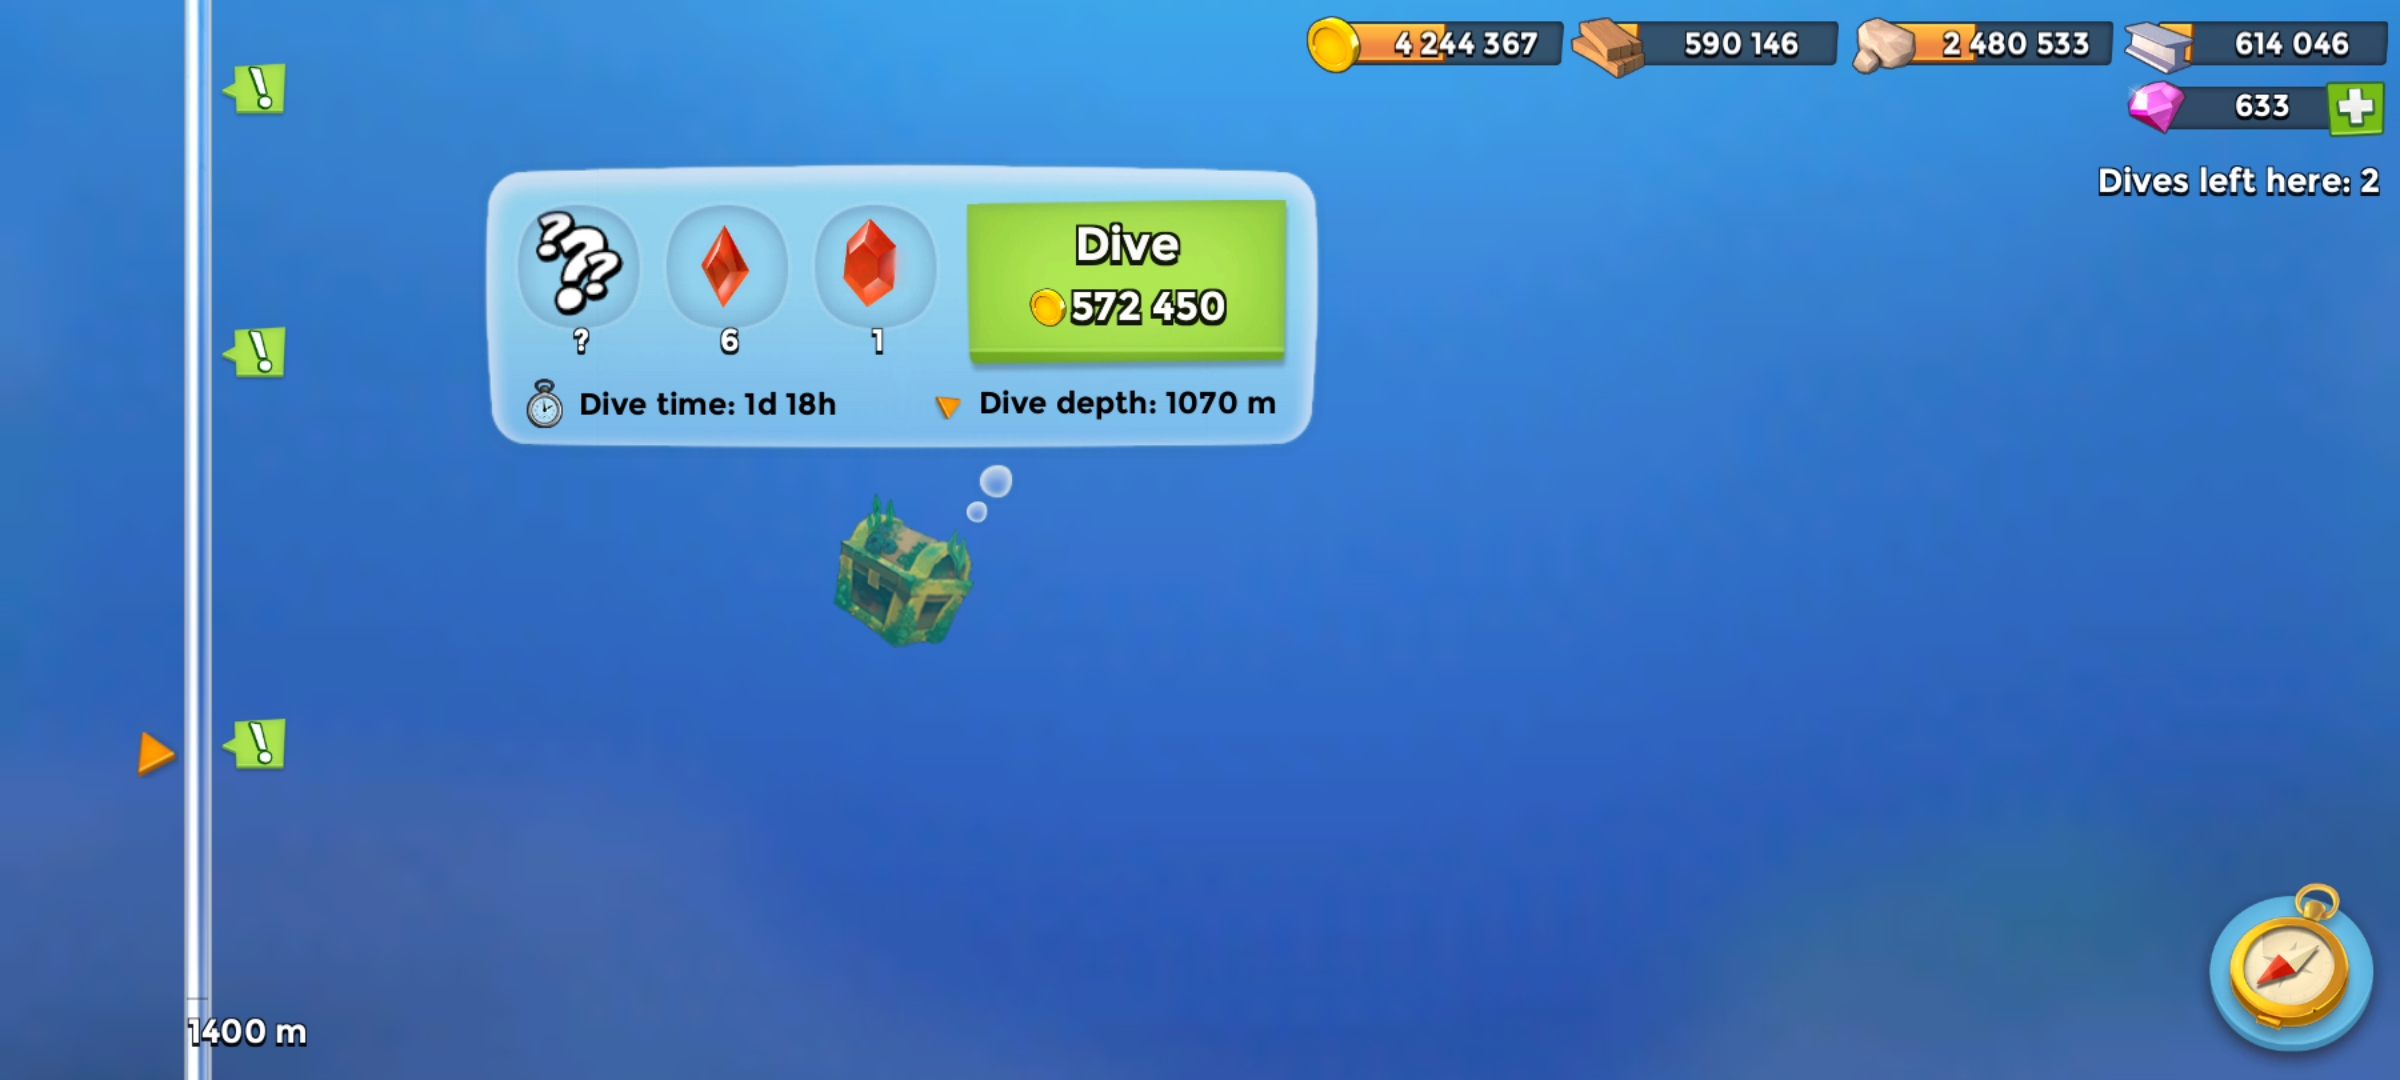 4 244 367
590 146
2 480 533
614 046
633
Dives left here: 2
Dive
572 450
?
6
1
Dive time: 1d 18h
Dive depth: 1070 m
1400 m